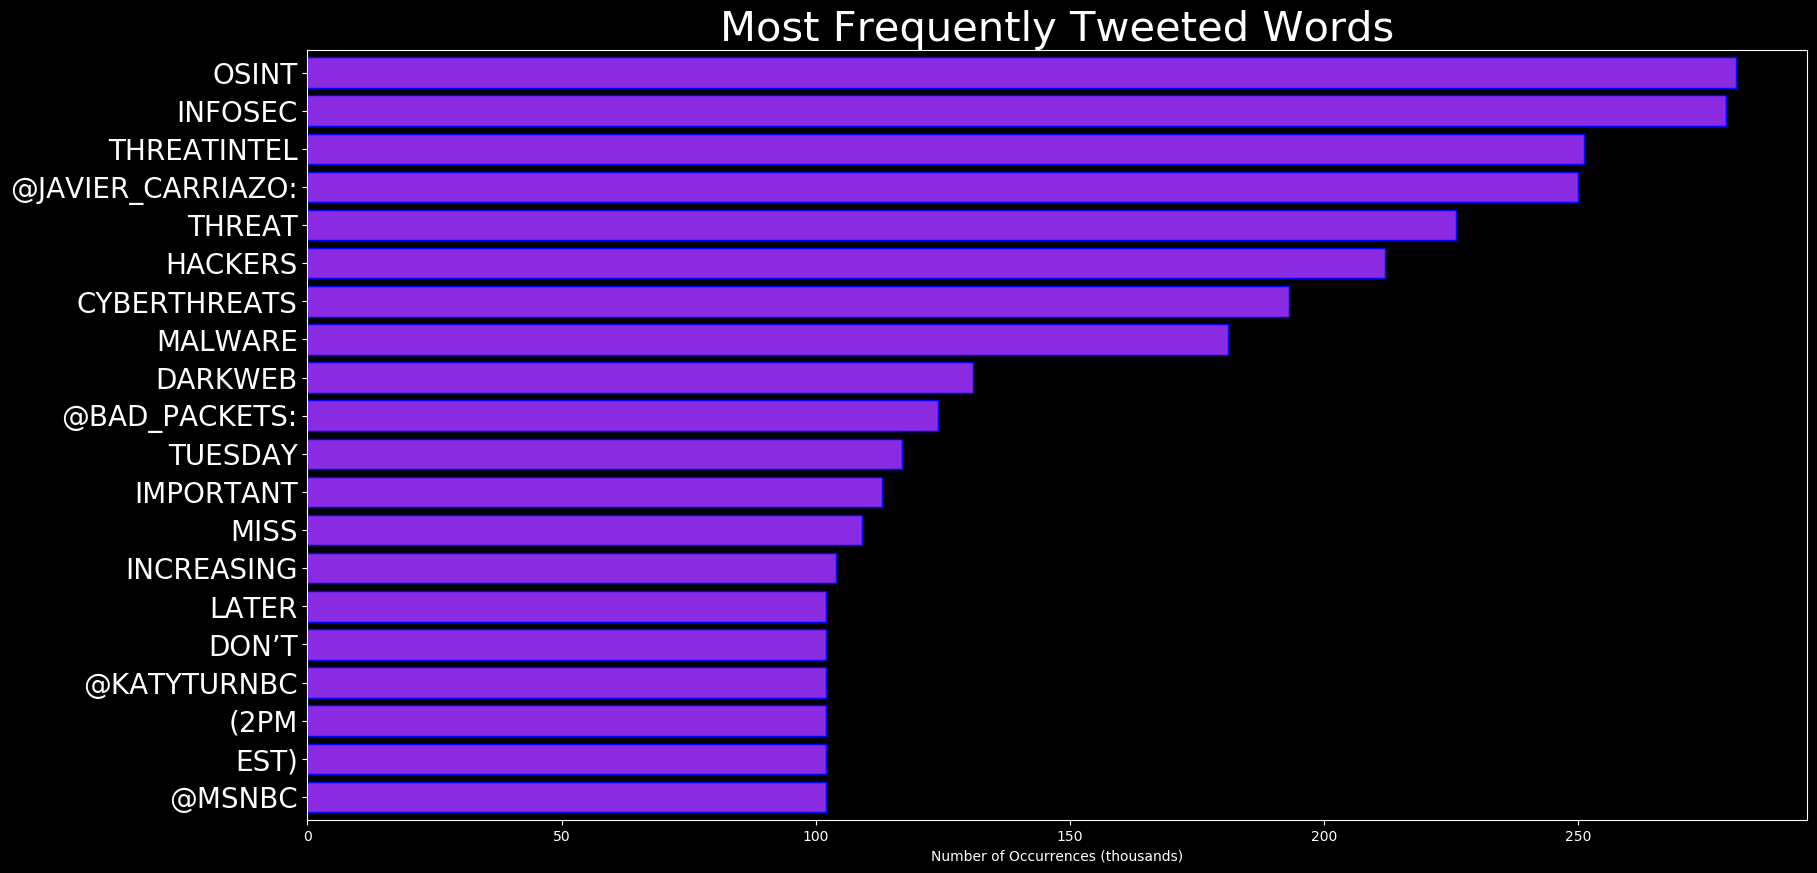 Most Frequently Tweeted Words
OSINT
INFOSEC
THREATINTEL
@JAVIER_CARRIAZO:
THREAT
HACKERS
CYBERTHREATS
MALWARE
DARKWEB
@BAD_PACKETS:
TUESDAY
IMPORTANT
MISS
INCREASING
LATER
DON’T
@KATYTURNBC
(2PM
EST)
@MSNBC
0 50 100 150 200 250
Number of Occurrences (thousands)